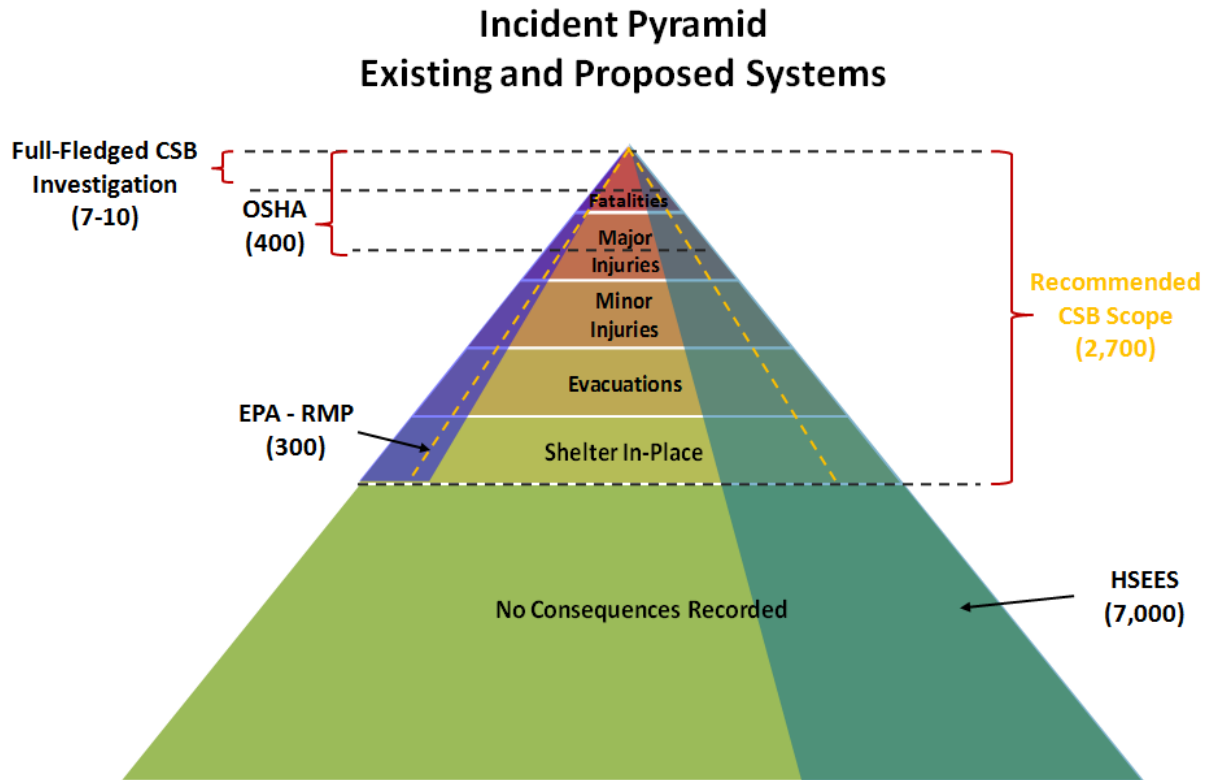 Incident Pyramid
Existing and Proposed Systems
Full-Fledged CSB
Investigation
(7-10)
OSHA
(400)
Fatalities
Major
Injuries
Minor
Injuries
Recommended
CSB Scope
(2,700)
Evacuations
EPA - RMP
(300)
Shelter In-Place
No Consequences Recorded
HSEES
(7,000)